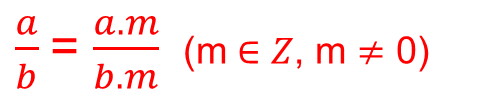 a/b = a.m/b.m (m ∈ Z, m ≠ 0)